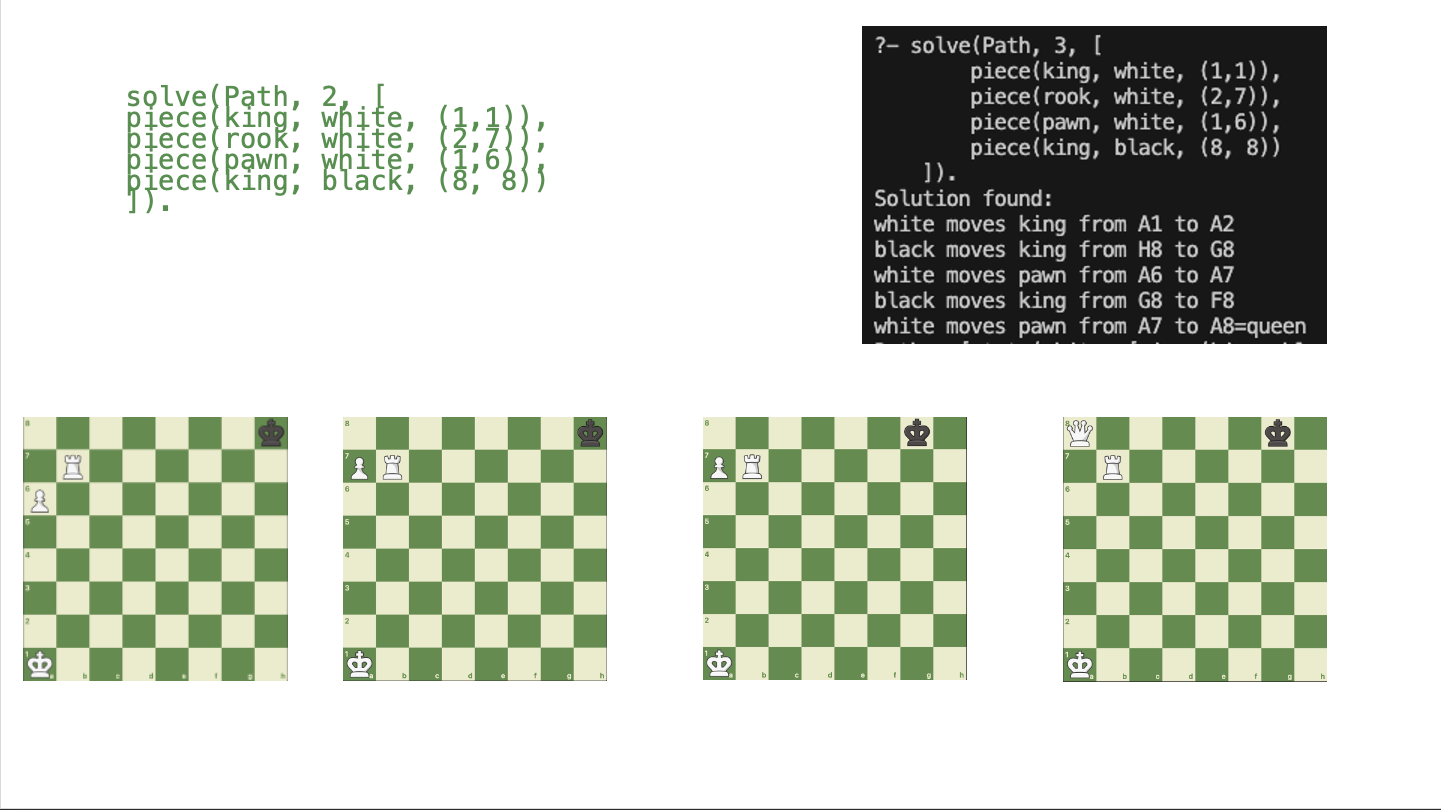 solve(Path, 2, [
piece(king, white, (1,1)),
piece(rook, white, (2,7)),
piece(pawn, white, (1,6)),
piece(king, black, (8, 8))
]).
?- solve(Path, 3, [
piece(king, white, (1,1)),
piece(rook, white, (2,7)),
piece(pawn, white, (1,6)),
piece(king, black, (8, 8))
]).
Solution found:
white moves king from A1 to A2
black moves king from H8 to G8
white moves pawn from A6 to A7
black moves king from G8 to F8
white moves pawn from A7 to A8=queen
8
7
6
5
4
3
2
1
a b c d e f g h
8
7
6
5
4
3
2
1
a b c d e f g h
8
7
6
5
4
3
2
1
a b c d e f g h
8
7
6
5
4
3
2
1
a b c d e f g h